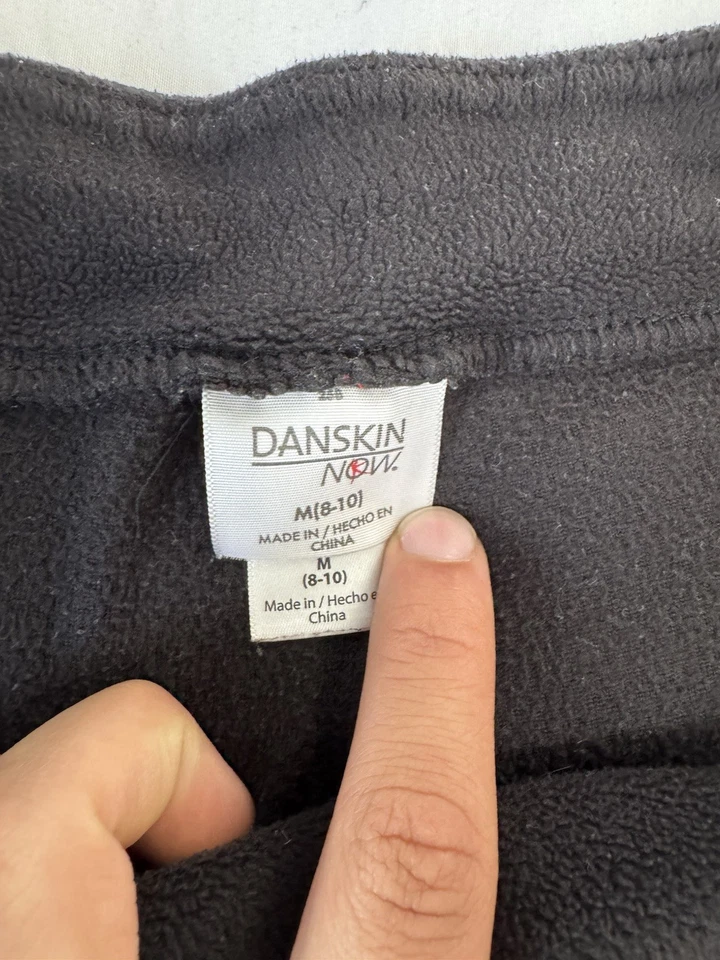 DANSKIN
NOW.
M(8-10)
MADE IN / HECHO EN
CHINA
M
(8-10)
Made in / Hecho e
China